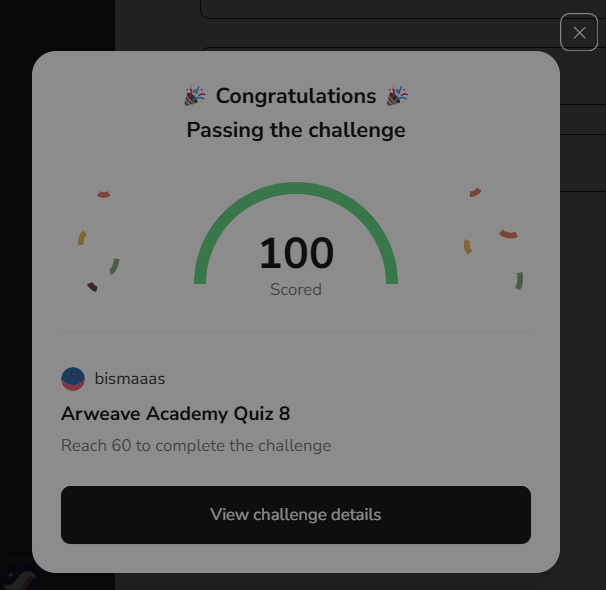 Congratulations
Passing the challenge
100
Scored
bismaaas
Arweave Academy Quiz 8
Reach 60 to complete the challenge
View challenge details